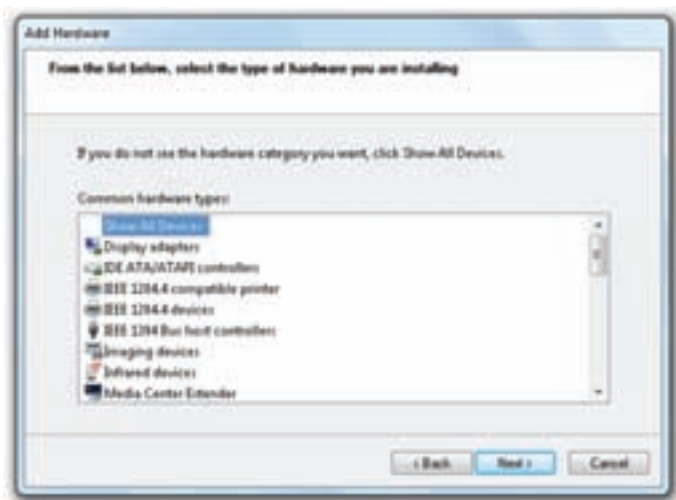 Add Hardware
From the list below, select the type of hardware you are installing
If you do not see the hardware category you want, click Show All Devices.
Common hardware types:
Show All Devices
Display adapters
IDE ATA/ATAPI controllers
IEEE 1284.4 compatible printer
IEEE 1284.4 devices
IEEE 1394 Bus host controllers
Imaging devices
Infrared devices
Media Center Extender
< Back Next > Cancel